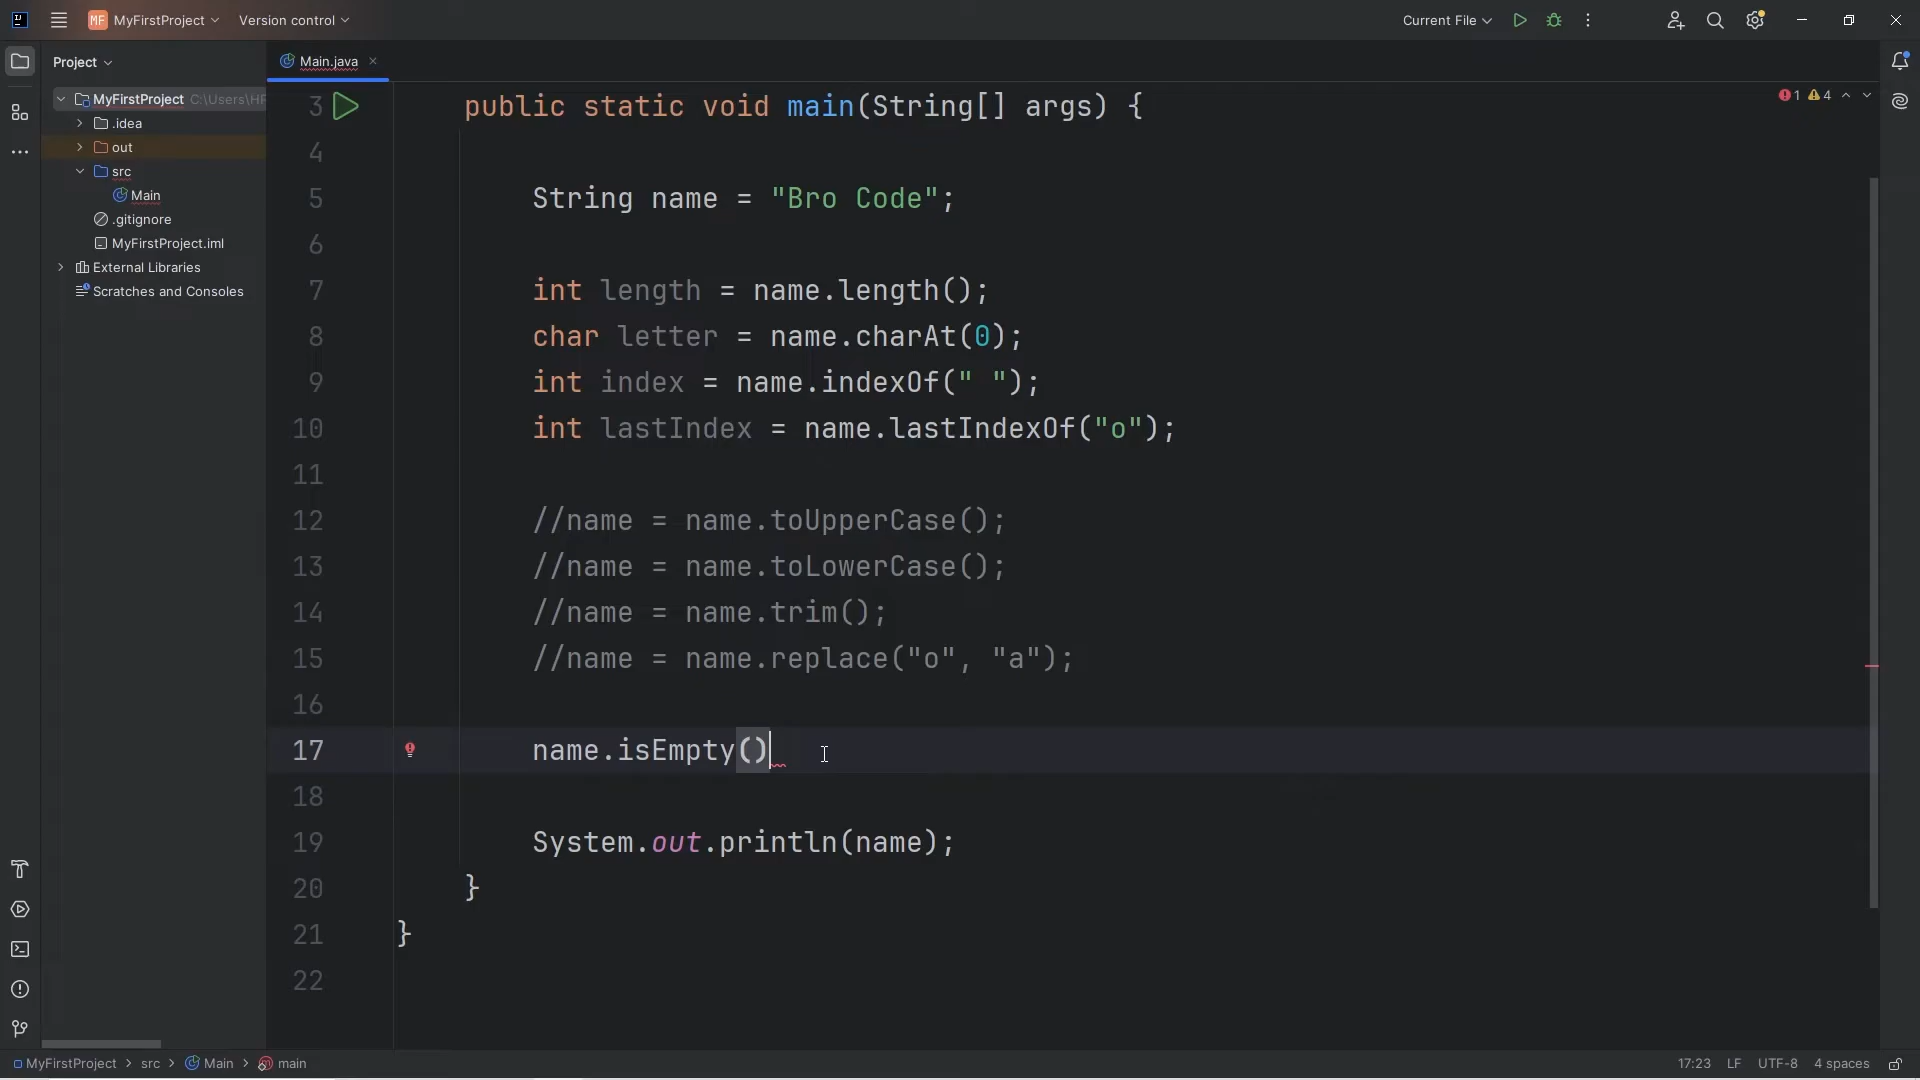 MF MyFirstProject Version control Current File
Project Main.java
MyFirstProject C:\Users\HP
.idea
out
src
Main
.gitignore
MyFirstProject.iml
External Libraries
Scratches and Consoles
1 4
3 public static void main(String[] args) {
4
5 String name = "Bro Code";
6
7 int length = name.length();
8 char letter = name.charAt(0);
9 int index = name.indexOf(" ");
10 int lastIndex = name.lastIndexOf("o");
11
12 //name = name.toUpperCase();
13 //name = name.toLowerCase();
14 //name = name.trim();
15 //name = name.replace("o", "a");
16
17 name.isEmpty()
18
19 System.out.println(name);
20 }
21 }
22
MyFirstProject > src > Main > main 17:23 LF UTF-8 4 spaces